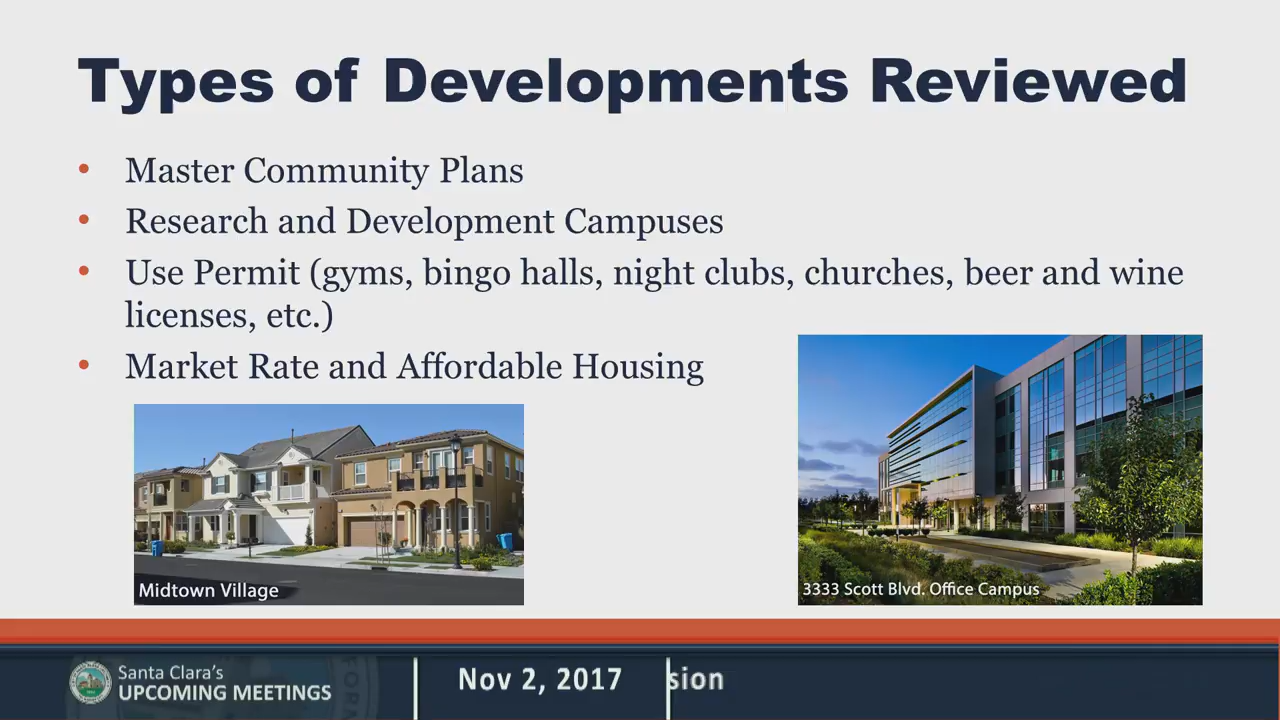 Types of Developments Reviewed
• Master Community Plans
• Research and Development Campuses
• Use Permit (gyms, bingo halls, night clubs, churches, beer and wine
licenses, etc.)
• Market Rate and Affordable Housing
Midtown Village
3333 Scott Blvd. Office Campus
Santa Clara's
UPCOMING MEETINGS
Nov 2, 2017
sion